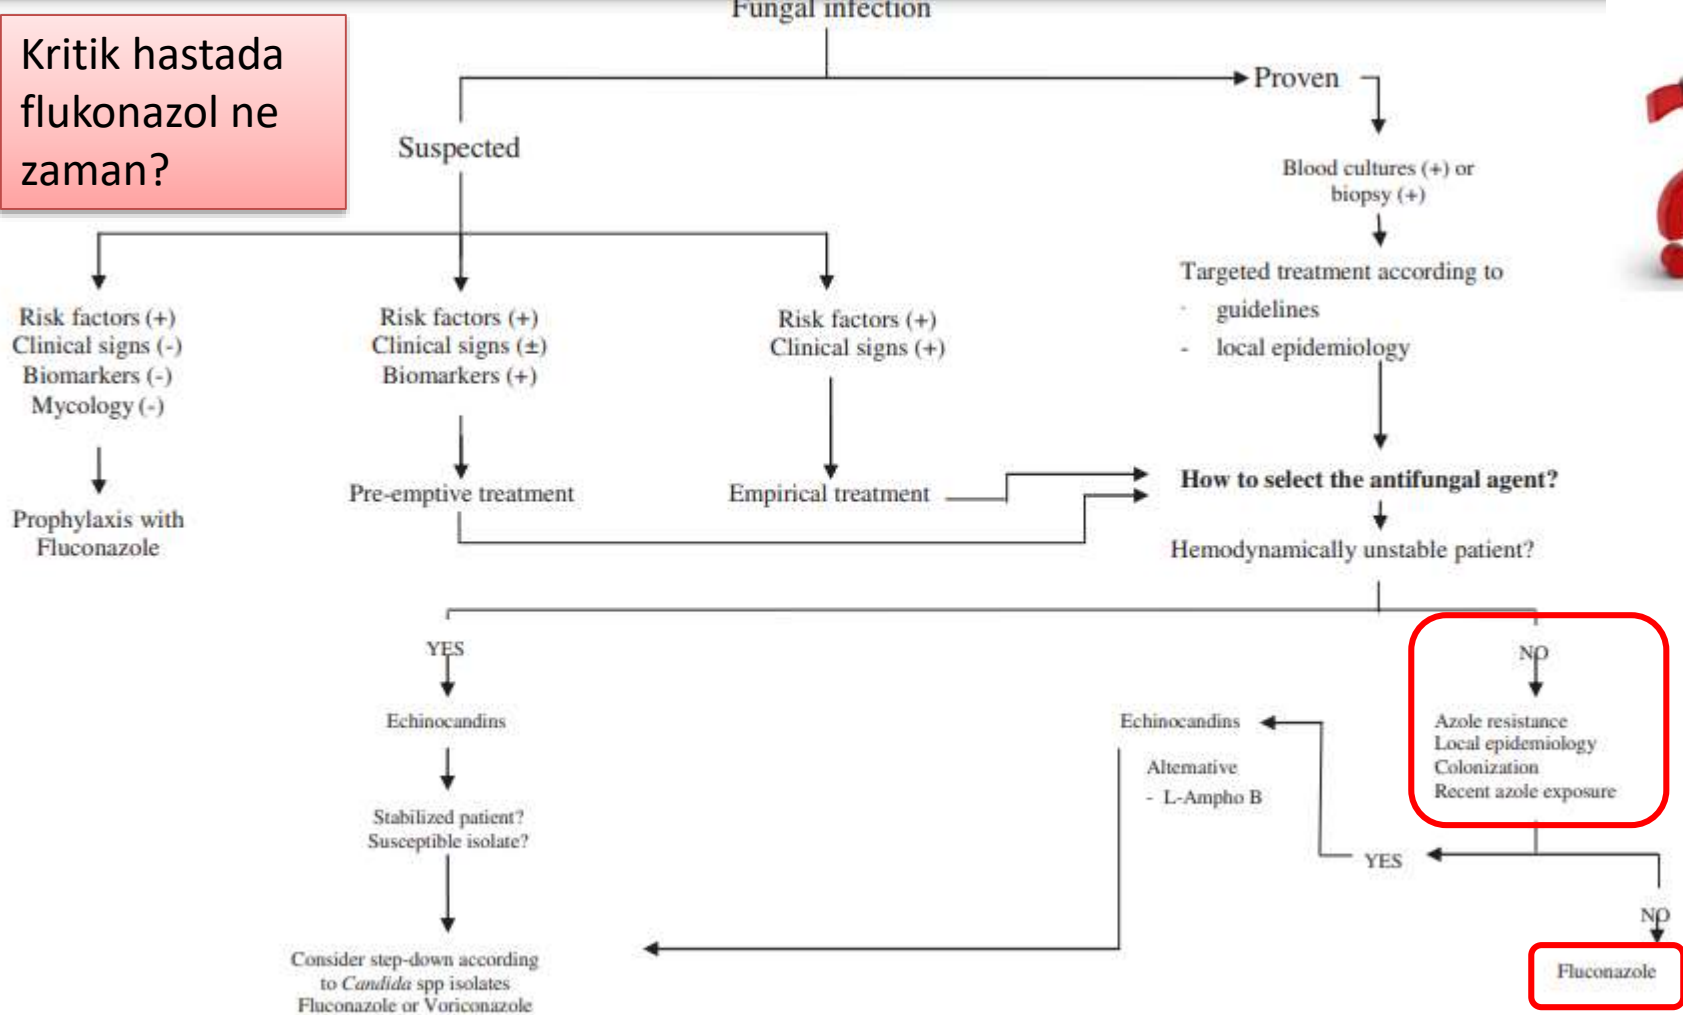 Fungal infection
Kritik hastada
flukonazol ne
zaman?
Proven
Suspected
Blood cultures (+) or
biopsy (+)
Targeted treatment according to
· guidelines
- local epidemiology
Risk factors (+)
Clinical signs (-)
Biomarkers (-)
Mycology (-)
Risk factors (+)
Clinical signs (±)
Biomarkers (+)
Risk factors (+)
Clinical signs (+)
Prophylaxis with
Fluconazole
Pre-emptive treatment
Empirical treatment
How to select the antifungal agent?
Hemodynamically unstable patient?
YES
NO
Echinocandins
Stabilized patient?
Susceptible isolate?
Consider step-down according
to Candida spp isolates
Fluconazole or Voriconazole
Echinocandins
Alternative
- L-Ampho B
Azole resistance
Local epidemiology
Colonization
Recent azole exposure
YES
NO
Fluconazole